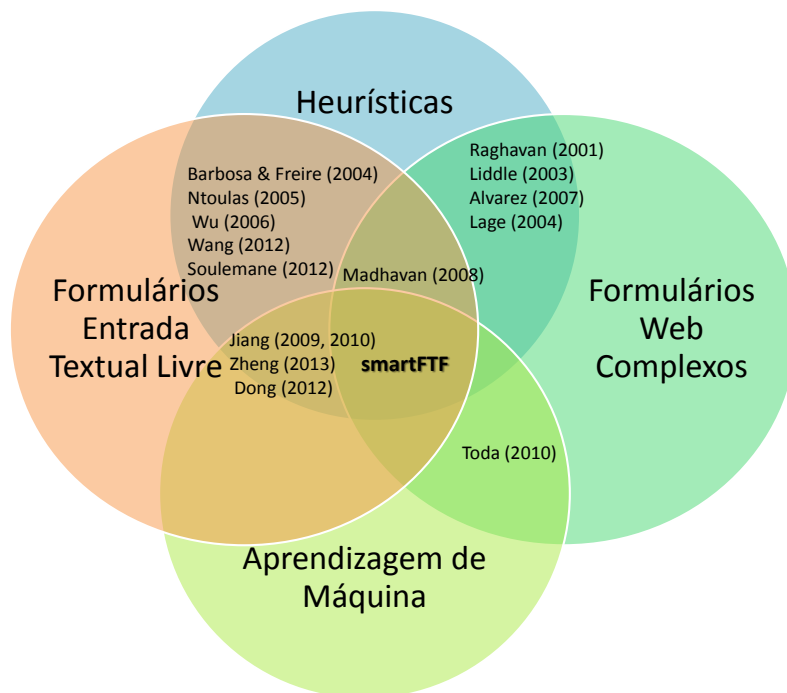 Heurísticas
Barbosa & Freire (2004)
Ntoulas (2005)
Wu (2006)
Wang (2012)
Soulemane (2012)
Raghavan (2001)
Liddle (2003)
Alvarez (2007)
Lage (2004)
Madhavan (2008)
Formulários
Entrada
Textual Livre
Formulários
Web
Complexos
Jiang (2009, 2010)
Zheng (2013)
Dong (2012)
smartFTF
Toda (2010)
Aprendizagem de
Máquina